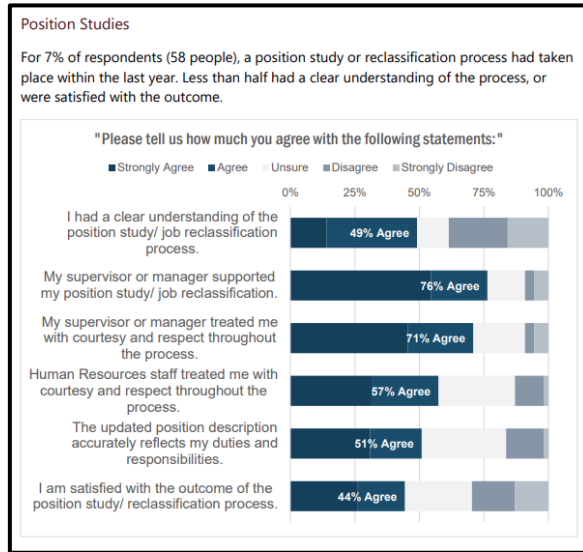 Position Studies
For 7% of respondents (58 people), a position study or reclassification process had taken
place within the last year. Less than half had a clear understanding of the process, or
were satisfied with the outcome.
"Please tell us how much you agree with the following statements:"
Strongly Agree Agree Unsure Disagree Strongly Disagree
0% 25% 50% 75% 100%
I had a clear understanding of the
position study/ job reclassification
process.
49% Agree
My supervisor or manager supported
my position study/ job reclassification.
76% Agree
My supervisor or manager treated me
with courtesy and respect throughout
the process.
71% Agree
Human Resources staff treated me with
courtesy and respect throughout the
process.
57% Agree
The updated position description
accurately reflects my duties and
responsibilities.
51% Agree
I am satisfied with the outcome of the
position study/ reclassification process.
44% Agree